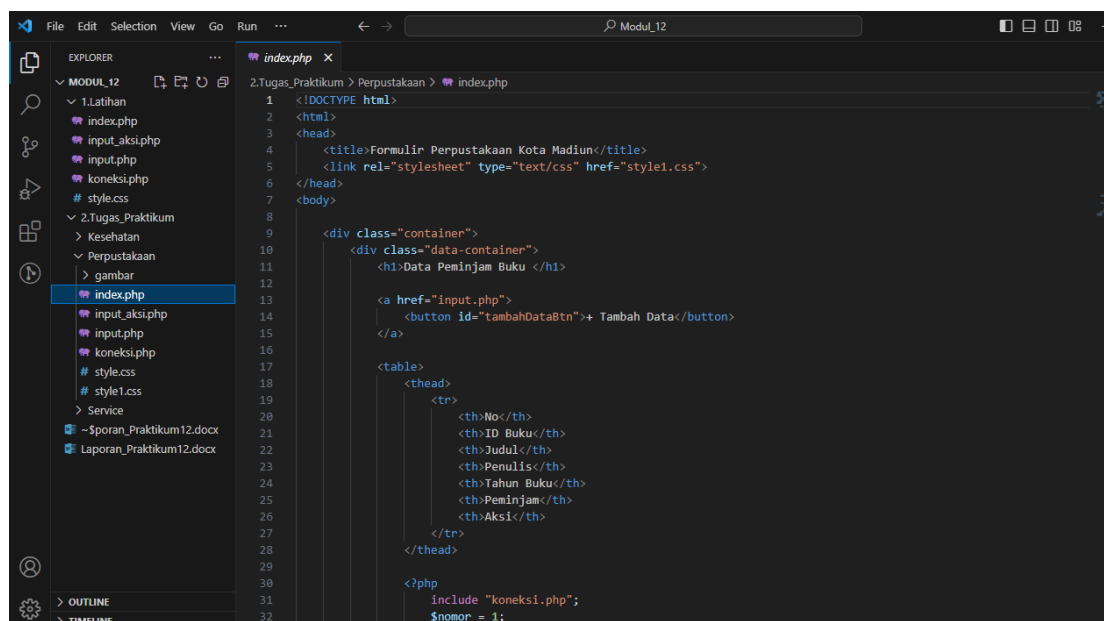 File Edit Selection View Go Run ··· ← → Modul_12
EXPLORER ···
MODUL_12
1.Latihan
index.php
input_aksi.php
input.php
koneksi.php
# style.css
2.Tugas_Praktikum
> Kesehatan
Perpustakaan
> gambar
index.php
input_aksi.php
input.php
koneksi.php
# style.css
# style1.css
> Service
~$poran_Praktikum12.docx
Laporan_Praktikum12.docx
> OUTLINE
> TIMELINE
index.php ×
2.Tugas_Praktikum > Perpustakaan > index.php
1 <!DOCTYPE html>
2 <html>
3 <head>
4 <title>Formulir Perpustakaan Kota Madiun</title>
5 <link rel="stylesheet" type="text/css" href="style1.css">
6 </head>
7 <body>
8
9 <div class="container">
10 <div class="data-container">
11 <h1>Data Peminjam Buku </h1>
12
13 <a href="input.php">
14 <button id="tambahDataBtn">+ Tambah Data</button>
15 </a>
16
17 <table>
18 <thead>
19 <tr>
20 <th>No</th>
21 <th>ID Buku</th>
22 <th>Judul</th>
23 <th>Penulis</th>
24 <th>Tahun Buku</th>
25 <th>Peminjam</th>
26 <th>Aksi</th>
27 </tr>
28 </thead>
29
30 <?php
31 include "koneksi.php";
32 $nomor = 1;